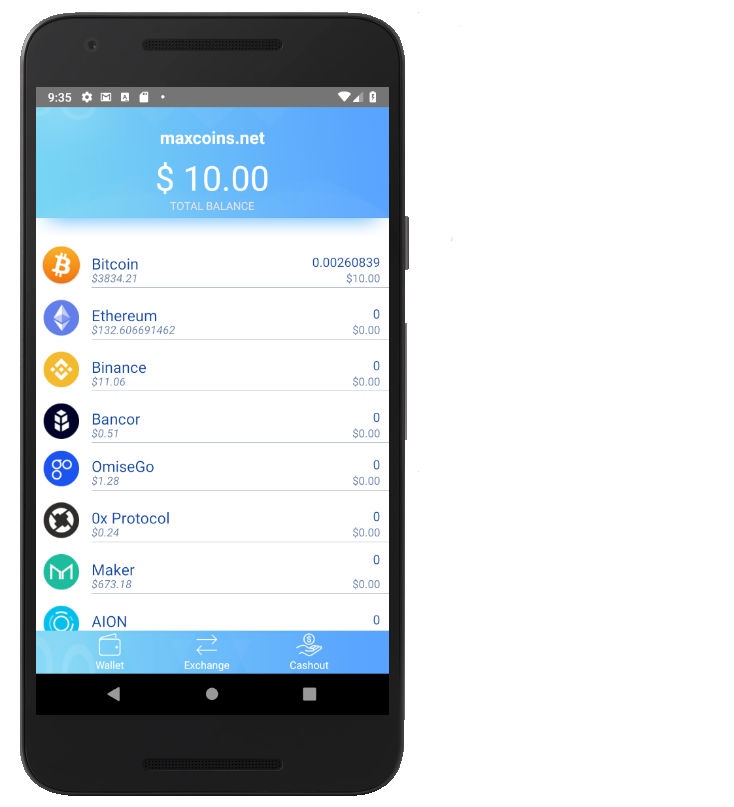 9:35
maxcoins.net
$ 10.00
TOTAL BALANCE
Bitcoin 0.00260839
$3834.21 $10.00
Ethereum 0
$132.606691462 $0.00
Binance 0
$11.06 $0.00
Bancor 0
$0.51 $0.00
OmiseGo 0
$1.28 $0.00
0x Protocol 0
$0.24 $0.00
Maker 0
$673.18 $0.00
AION 0
Wallet Exchange Cashout